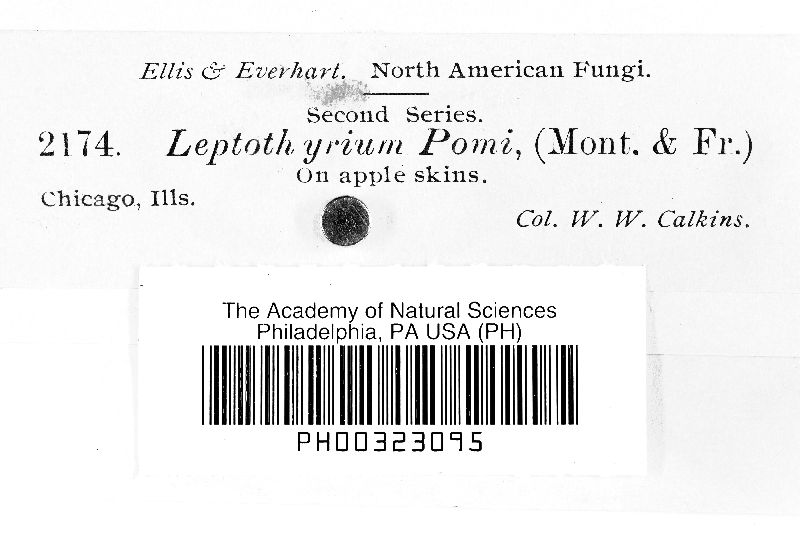 Ellis & Everhart. North American Fungi.
Second Series.
2174. Leptothyrium Pomi, (Mont. & Fr.)
On apple skins.
Chicago, Ills.
Col. W. W. Calkins.
The Academy of Natural Sciences
Philadelphia, PA USA (PH)
PH00323095